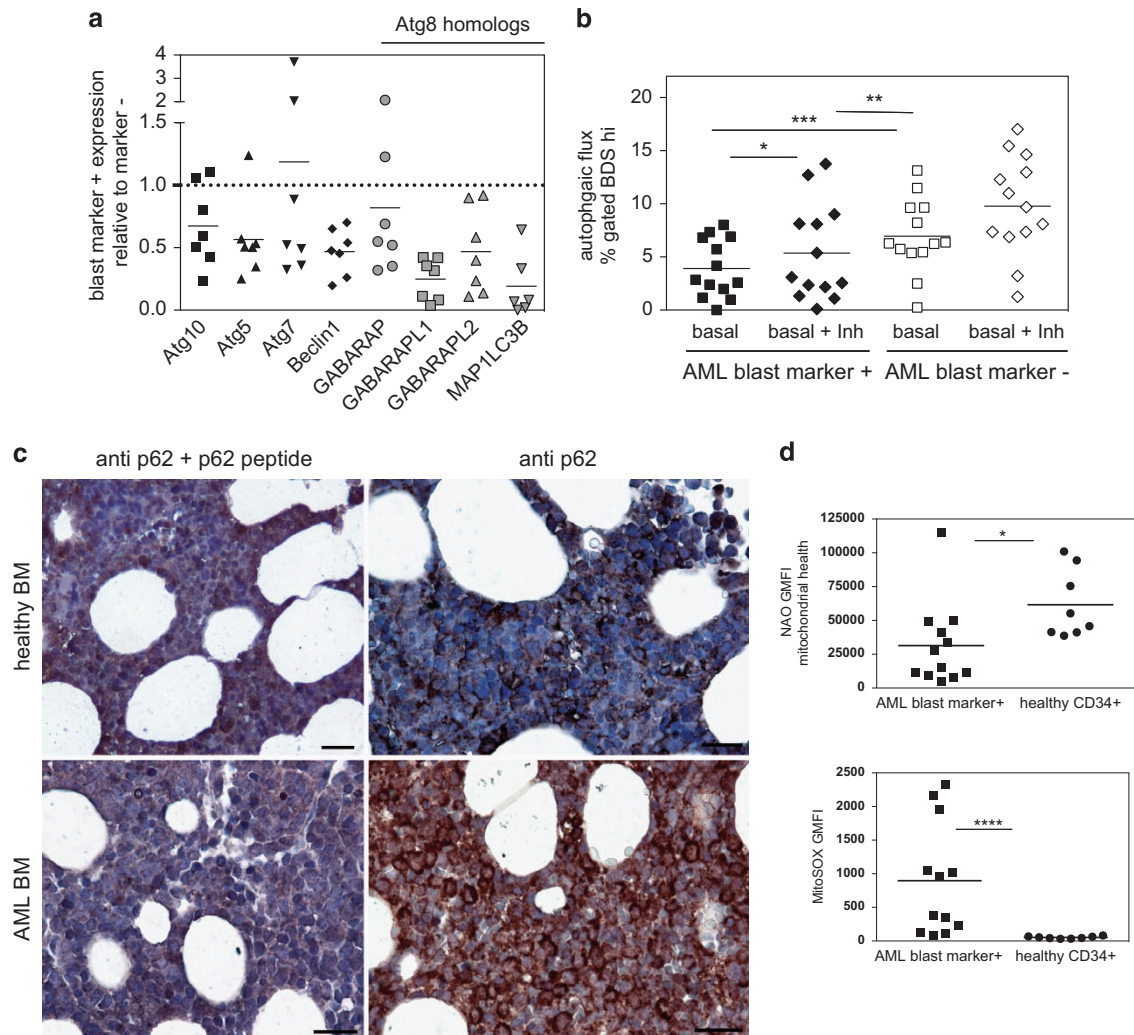 a
Atg8 homologs
blast marker + expression
relative to marker -
4
3
2
1.5
1.0
0.5
0.0
Atg10
Atg5
Atg7
Beclin1
GABARAP
GABARAPL1
GABARAPL2
MAP1LC3B
b
autophgaic flux
% gated BDS hi
20
15
10
5
0
*
***
**
basal
basal + Inh
basal
basal + Inh
AML blast marker +
AML blast marker -
c
anti p62 + p62 peptide
anti p62
healthy BM
AML BM
d
NAO GMFI
mitochondrial health
125000
100000
75000
50000
25000
0
*
AML blast marker+
healthy CD34+
MitoSOX GMFI
2500
2000
1500
1000
500
0
****
AML blast marker+
healthy CD34+